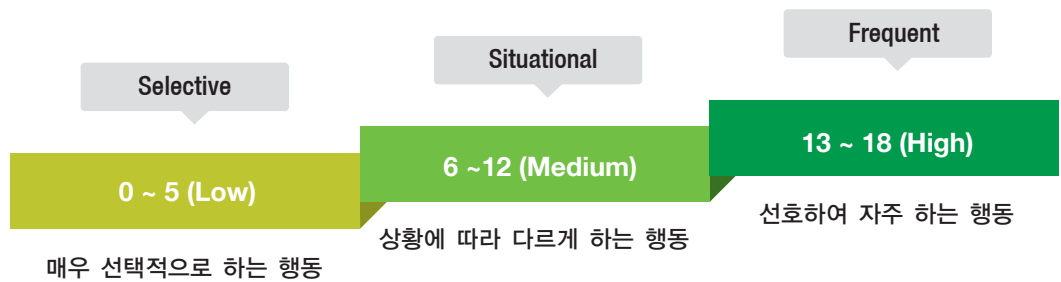 Selective
0 ~ 5 (Low)
매우 선택적으로 하는 행동
Situational
6 ~12 (Medium)
상황에 따라 다르게 하는 행동
Frequent
13 ~ 18 (High)
선호하여 자주 하는 행동